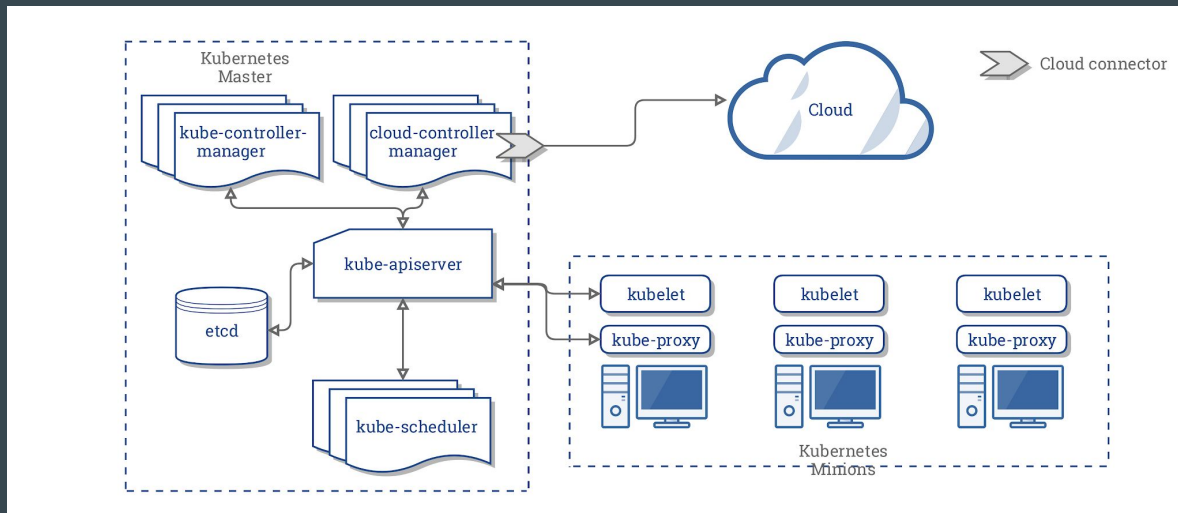 Kubernetes
Master
kube-controller-
manager
cloud-controller
manager
Cloud
Cloud connector
kube-apiserver
etcd
kube-scheduler
kubelet
kubelet
kubelet
kube-proxy
kube-proxy
kube-proxy
Kubernetes
Minions